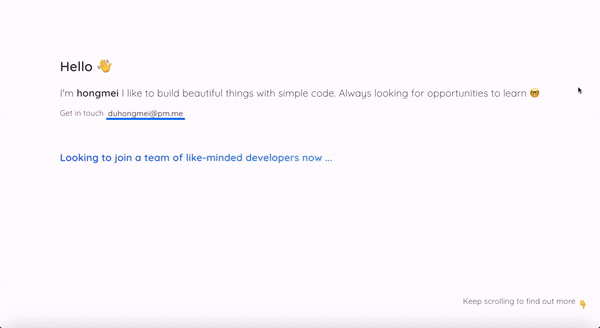 Hello 👋
I'm hongmei I like to build beautiful things with simple code. Always looking for opportunities to learn 🤓
Get in touch duhongmei@pm.me
Looking to join a team of like-minded developers now ...
Keep scrolling to find out more 👇